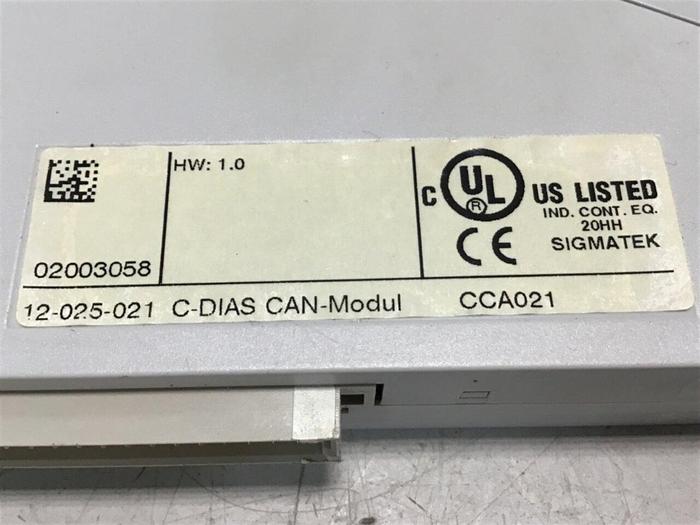 HW: 1.0
02003058
C UL ® US LISTED
IND. CONT. EQ.
20HH
CE SIGMATEK
12-025-021 C-DIAS CAN-Modul CCA021